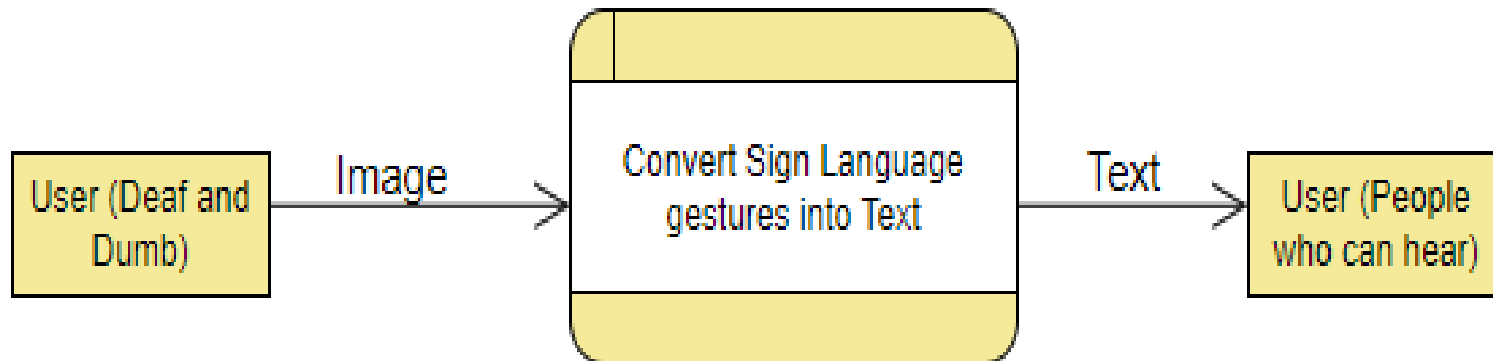 User (Deaf and
Dumb)
Image
Convert Sign Language
gestures into Text
Text
User (People
who can hear)